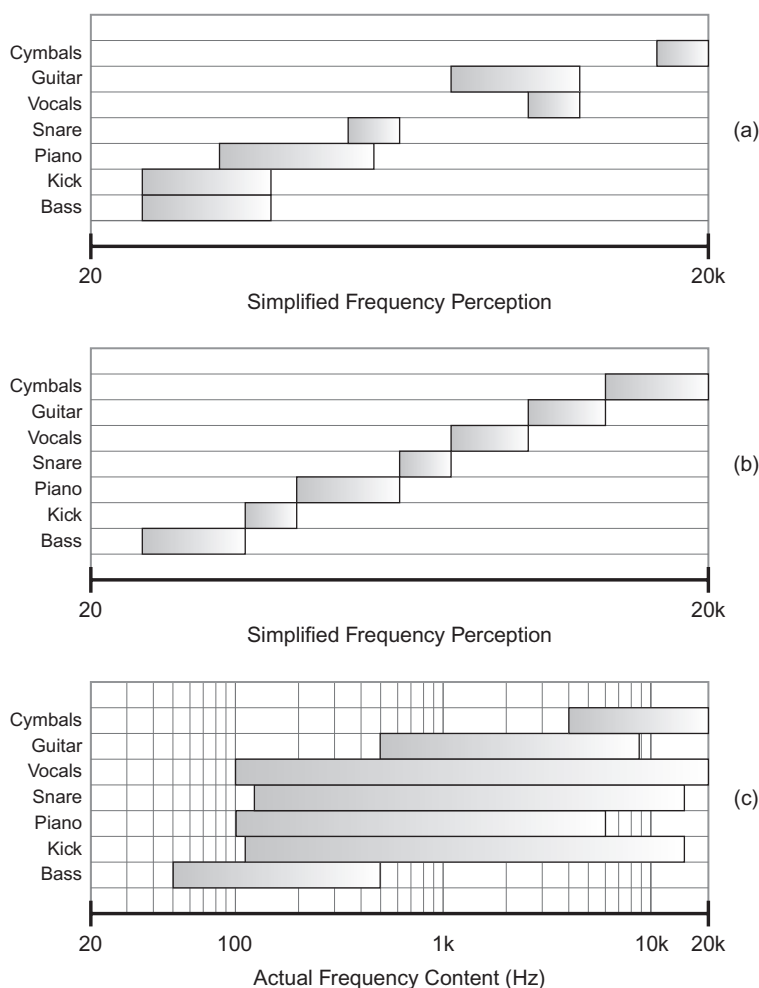 Cymbals
Guitar
Vocals
Snare
Piano
Kick
Bass
(a)
20 20k
Simplified Frequency Perception
Cymbals
Guitar
Vocals
Snare
Piano
Kick
Bass
(b)
20 20k
Simplified Frequency Perception
Cymbals
Guitar
Vocals
Snare
Piano
Kick
Bass
(c)
20 100 1k 10k 20k
Actual Frequency Content (Hz)